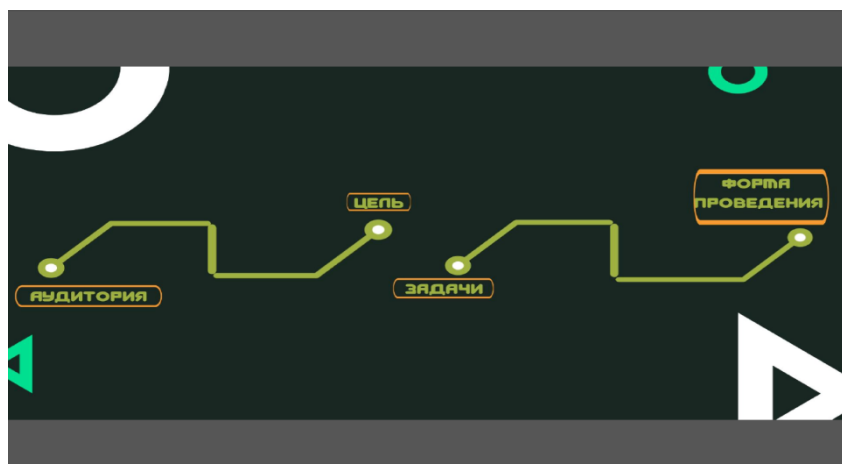 АУДИТОРИЯ
ЦЕЛЬ
ЗАДАЧИ
ФОРМА
ПРОВЕДЕНИЯ